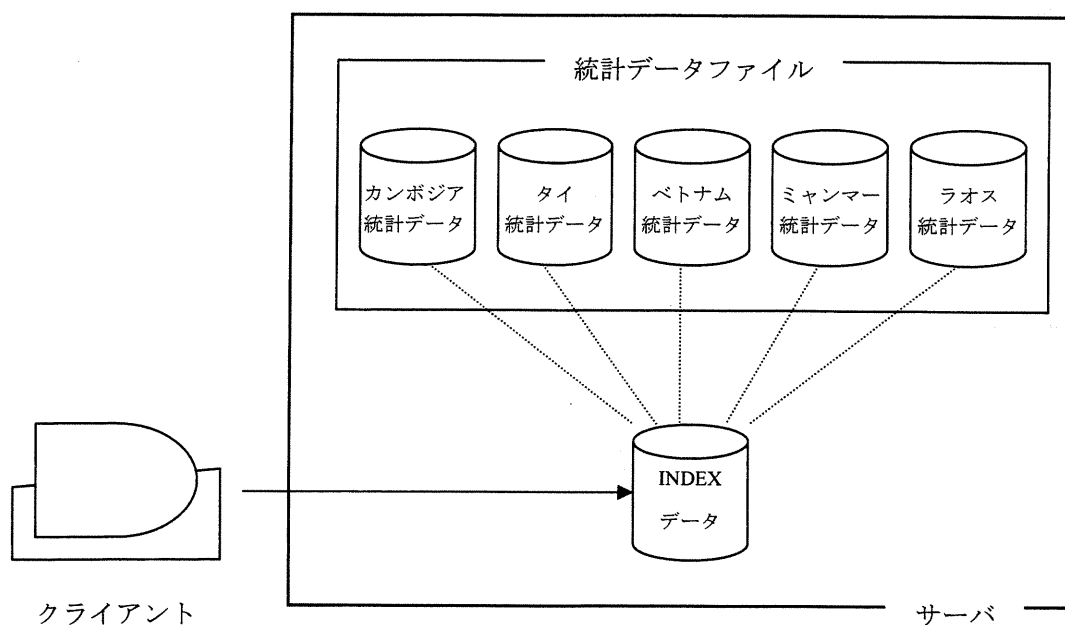 統計データファイル
カンボジア
統計データ
タイ
統計データ
ベトナム
統計データ
ミャンマー
統計データ
ラオス
統計データ
INDEX
データ
クライアント
サーバ